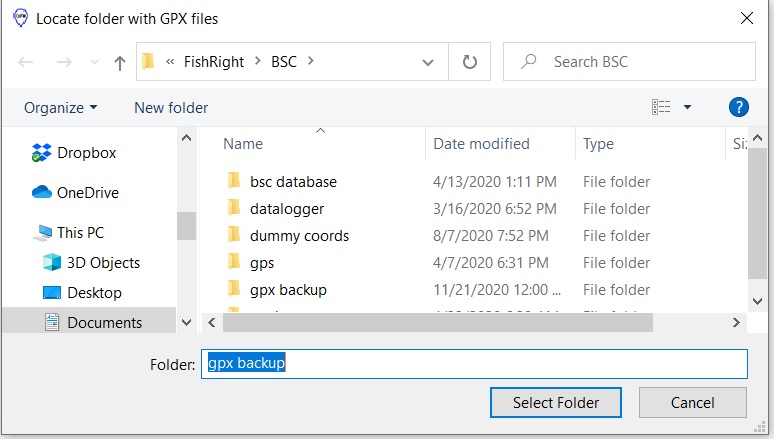 Locate folder with GPX files
« FishRight > BSC >
Search BSC
Organize
New folder
?
Name Date modified Type Siz
Dropbox
OneDrive
This PC
3D Objects
Desktop
Documents
bsc database 4/13/2020 1:11 PM File folder
datalogger 3/16/2020 6:52 PM File folder
dummy coords 8/7/2020 7:52 PM File folder
gps 4/7/2020 6:31 PM File folder
gpx backup 11/21/2020 12:00 ... File folder
Folder: gpx backup
Select Folder
Cancel